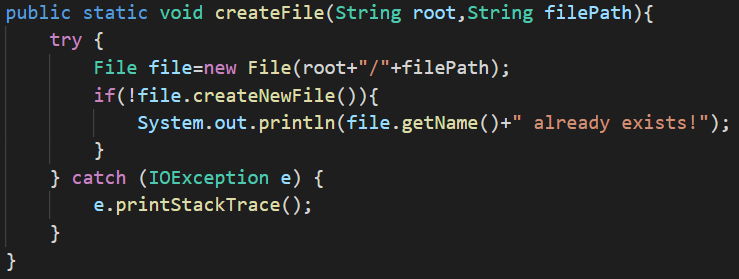 public static void createFile(String root,String filePath){
    try {
        File file=new File(root+"/"+filePath);
        if(!file.createNewFile()){
            System.out.println(file.getName()+" already exists!");
        }
    } catch (IOException e) {
        e.printStackTrace();
    }
}